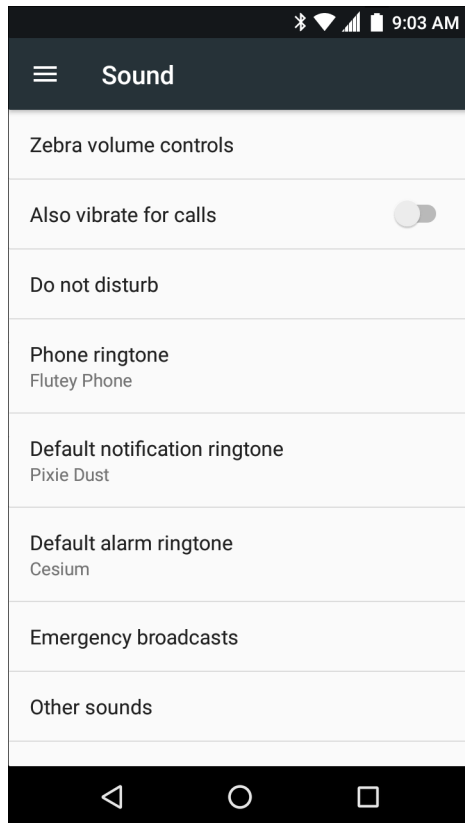 9:03 AM
Sound
Zebra volume controls
Also vibrate for calls
Do not disturb
Phone ringtone
Flutey Phone
Default notification ringtone
Pixie Dust
Default alarm ringtone
Cesium
Emergency broadcasts
Other sounds